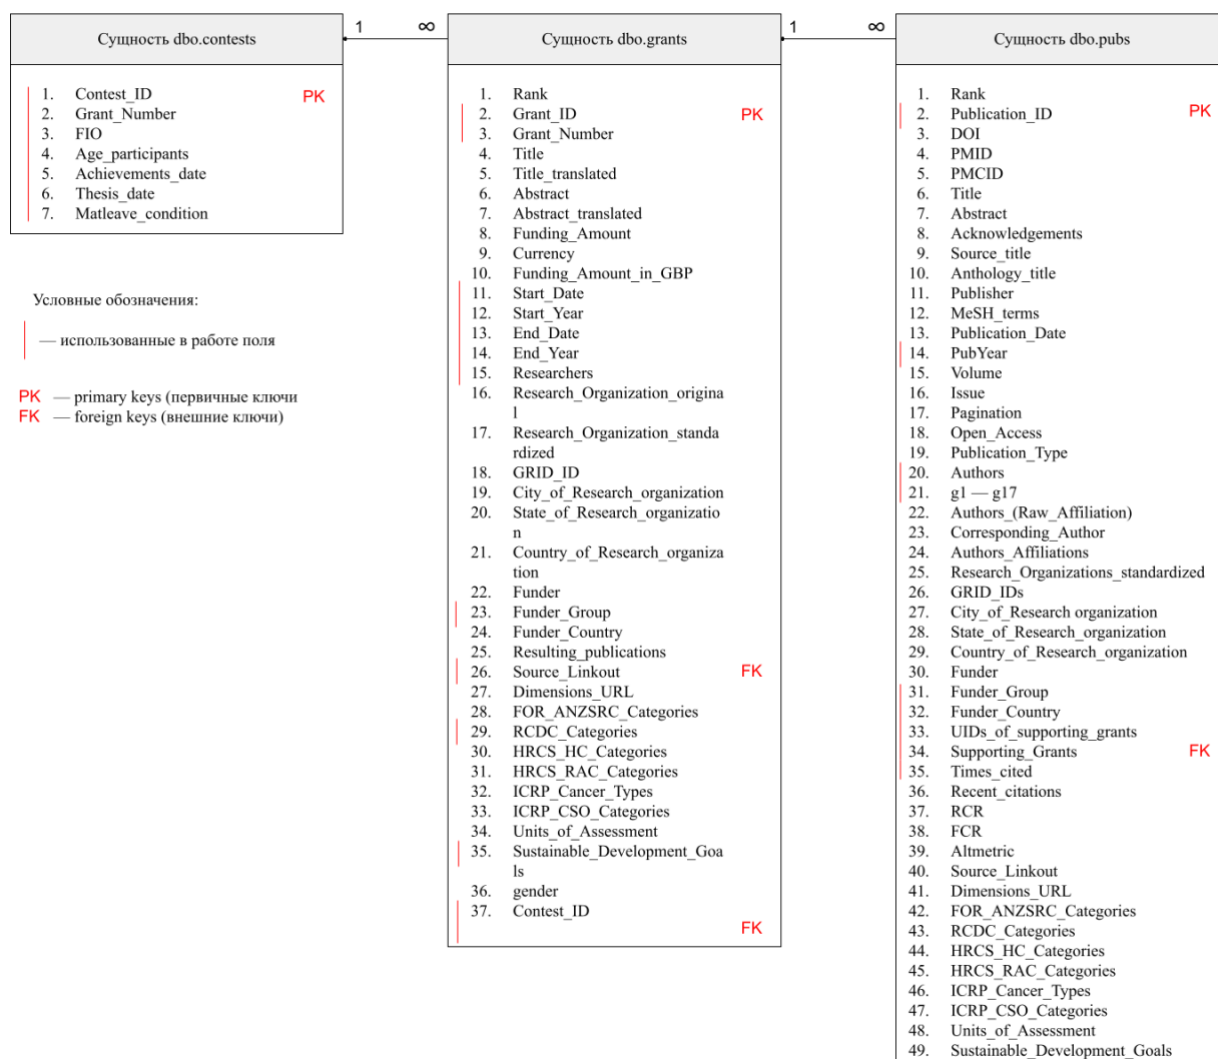 1 ∞ 1 ∞
Сущность dbo.contests
1. Contest_ID PK
2. Grant_Number
3. FIO
4. Age_participants
5. Achievements_date
6. Thesis_date
7. Matleave_condition
Условные обозначения:
— использованные в работе поля
PK — primary keys (первичные ключи
FK — foreign keys (внешние ключи)
Сущность dbo.grants
1. Rank
2. Grant_ID PK
3. Grant_Number
4. Title
5. Title_translated
6. Abstract
7. Abstract_translated
8. Funding_Amount
9. Currency
10. Funding_Amount_in_GBP
11. Start_Date
12. Start_Year
13. End_Date
14. End_Year
15. Researchers
16. Research_Organization_origina
l
17. Research_Organization_standa
rdized
18. GRID_ID
19. City_of_Research_organization
20. State_of_Research_organizatio
n
21. Country_of_Research_organiza
tion
22. Funder
23. Funder_Group
24. Funder_Country
25. Resulting_publications
26. Source_Linkout FK
27. Dimensions_URL
28. FOR_ANZSRC_Categories
29. RCDC_Categories
30. HRCS_HC_Categories
31. HRCS_RAC_Categories
32. ICRP_Cancer_Types
33. ICRP_CSO_Categories
34. Units_of_Assessment
35. Sustainable_Development_Goa
ls
36. gender
37. Contest_ID
FK
Сущность dbo.pubs
1. Rank
2. Publication_ID PK
3. DOI
4. PMID
5. PMCID
6. Title
7. Abstract
8. Acknowledgements
9. Source_title
10. Anthology_title
11. Publisher
12. MeSH_terms
13. Publication_Date
14. PubYear
15. Volume
16. Issue
17. Pagination
18. Open_Access
19. Publication_Type
20. Authors
21. g1 — g17
22. Authors_(Raw_Affiliation)
23. Corresponding_Author
24. Authors_Affiliations
25. Research_Organizations_standardized
26. GRID_IDs
27. City_of_Research organization
28. State_of_Research_organization
29. Country_of_Research_organization
30. Funder
31. Funder_Group
32. Funder_Country
33. UIDs_of_supporting_grants
34. Supporting_Grants FK
35. Times_cited
36. Recent_citations
37. RCR
38. FCR
39. Altmetric
40. Source_Linkout
41. Dimensions_URL
42. FOR_ANZSRC_Categories
43. RCDC_Categories
44. HRCS_HC_Categories
45. HRCS_RAC_Categories
46. ICRP_Cancer_Types
47. ICRP_CSO_Categories
48. Units_of_Assessment
49. Sustainable_Development_Goals